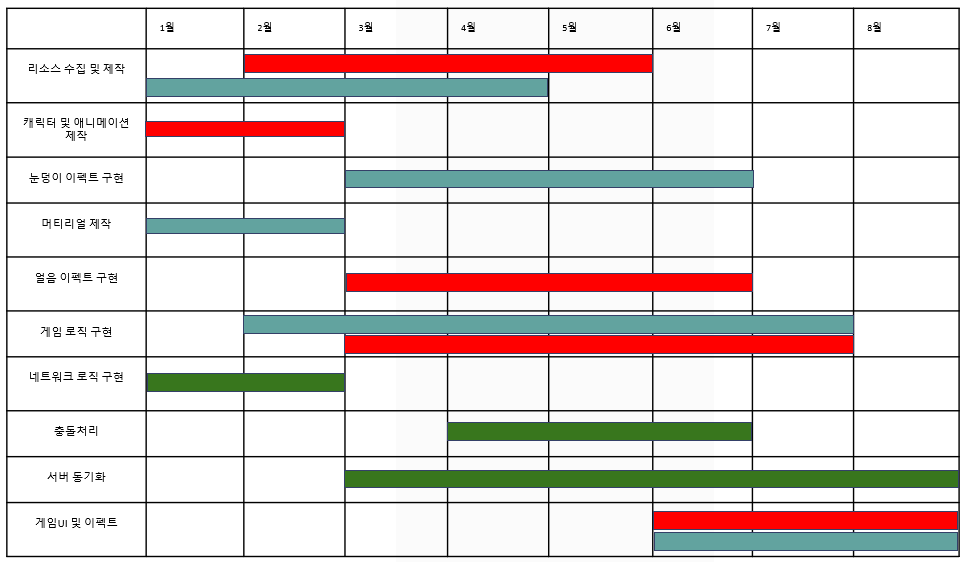 1월 2월 3월 4월 5월 6월 7월 8월
리소스 수집 및 제작
캐릭터 및 애니메이션
제작
눈덩이 이펙트 구현
머티리얼 제작
얼음 이펙트 구현
게임 로직 구현
네트워크 로직 구현
충돌처리
서버 동기화
게임UI 및 이펙트